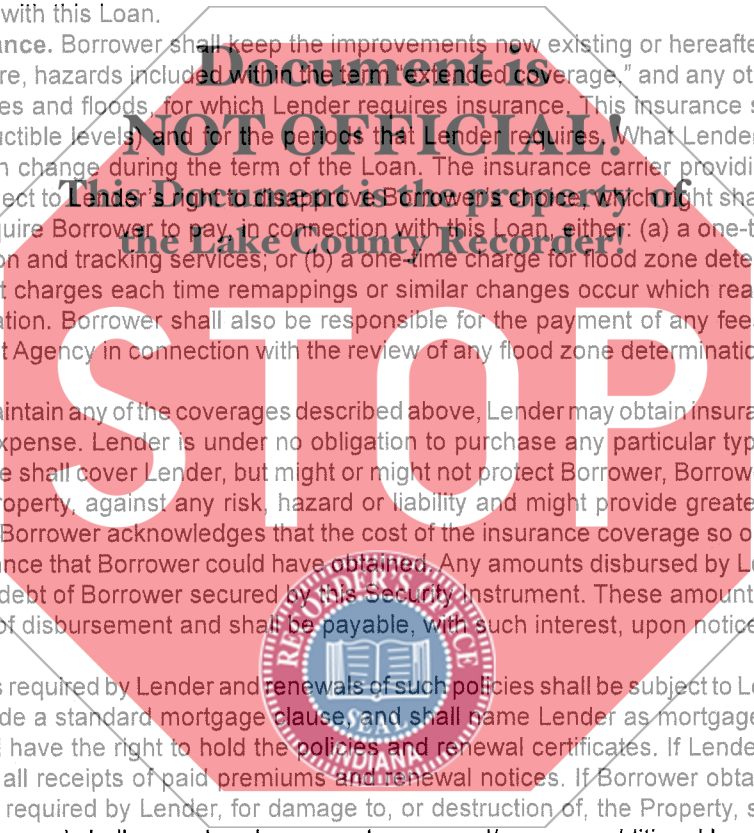 with this Loan.
nce. Borrower shall keep the improvements now existing or hereafte
re, hazards included within the term “extended coverage,” and any ot
es and floods, for which Lender requires insurance. This insurance s
uctible levels) and for the periods that Lender requires. What Lender
n change during the term of the Loan. The insurance carrier providi
ect to Lender’s right to disapprove Borrower’s choice, which right sha
quire Borrower to pay, in connection with this Loan, either: (a) a one-t
on and tracking services; or (b) a one-time charge for flood zone dete
t charges each time remappings or similar changes occur which rea
ation. Borrower shall also be responsible for the payment of any fee
t Agency in connection with the review of any flood zone determinatio
aintain any of the coverages described above, Lender may obtain insura
xpense. Lender is under no obligation to purchase any particular typ
e shall cover Lender, but might or might not protect Borrower, Borrow
roperty, against any risk, hazard or liability and might provide greate
Borrower acknowledges that the cost of the insurance coverage so o
ance that Borrower could have obtained. Any amounts disbursed by Le
debt of Borrower secured by this Security Instrument. These amount
of disbursement and shall be payable, with such interest, upon notice
s required by Lender and renewals of such policies shall be subject to Le
de a standard mortgage clause, and shall name Lender as mortgage
have the right to hold the policies and renewal certificates. If Lende
all receipts of paid premiums and renewal notices. If Borrower obta
required by Lender, for damage to, or destruction of, the Property, s
Document is
NOT OFFICIAL!
This Document is the property of
the Lake County Recorder!
STOP
RECORDER'S OFFICE
SEAL
INDIANA